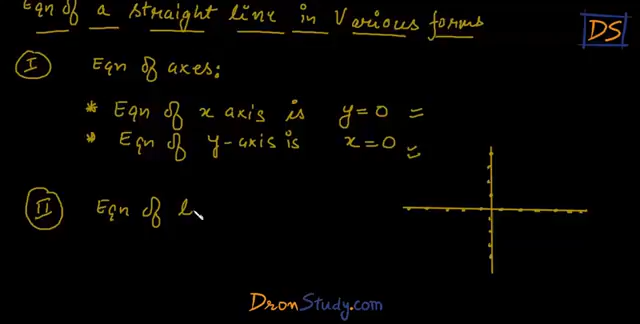 Eqn of a straight line in Various forms
DS
I Eqn of axes:
* Eqn of x axis is y=0
* Eqn of y-axis is x=0
II Eqn of l
DronStudy.com